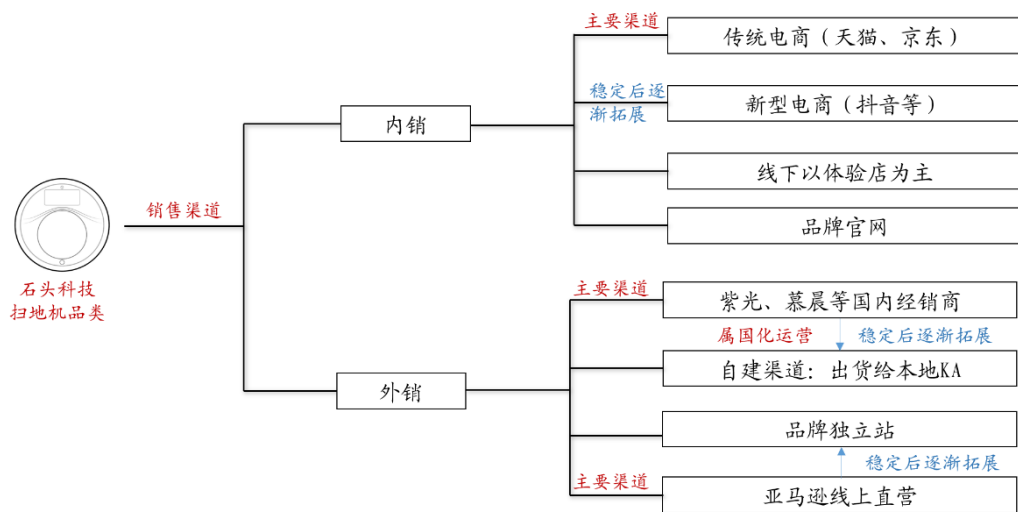 主要渠道
传统电商（天猫、京东）
稳定后逐
渐拓展
新型电商（抖音等）
内销
线下以体验店为主
销售渠道
品牌官网
石头科技
扫地机品类
主要渠道
紫光、慕晨等国内经销商
属国化运营
稳定后逐渐拓展
自建渠道：出货给本地KA
外销
品牌独立站
稳定后逐渐拓展
主要渠道
亚马逊线上直营